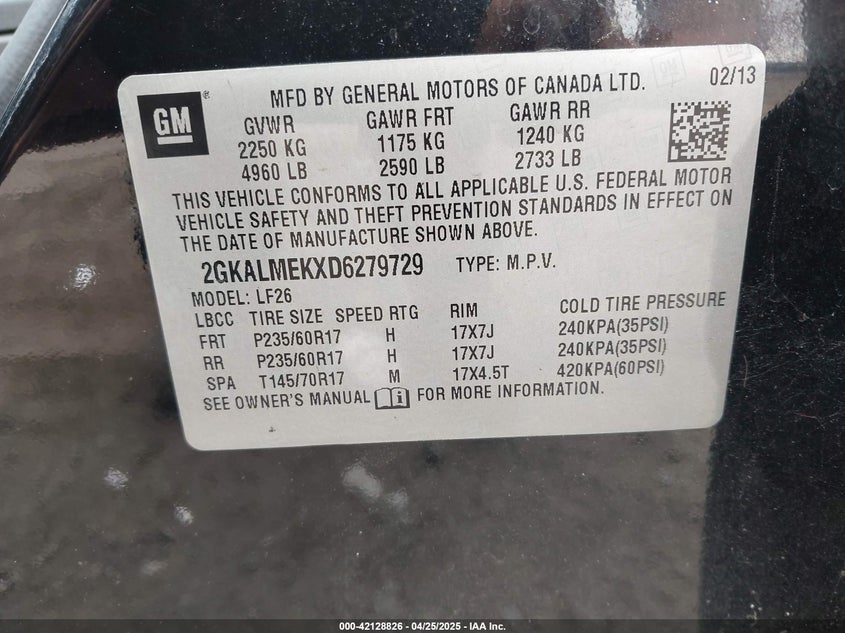 GM ® MFD BY GENERAL MOTORS OF CANADA LTD. 02/13
GVWR GAWR FRT GAWR RR
2250 KG 1175 KG 1240 KG
4960 LB 2590 LB 2733 LB
THIS VEHICLE CONFORMS TO ALL APPLICABLE U.S. FEDERAL MOTOR
VEHICLE SAFETY AND THEFT PREVENTION STANDARDS IN EFFECT ON
THE DATE OF MANUFACTURE SHOWN ABOVE.
2GKALMEKXD6279729 TYPE: M.P.V.
MODEL: LF26
LBCC TIRE SIZE SPEED RTG RIM COLD TIRE PRESSURE
FRT P235/60R17 H 17X7J 240KPA(35PSI)
RR P235/60R17 H 17X7J 240KPA(35PSI)
SPA T145/70R17 M 17X4.5T 420KPA(60PSI)
SEE OWNER'S MANUAL i FOR MORE INFORMATION.
000-42128826 - 04/25/2025 - IAA Inc.